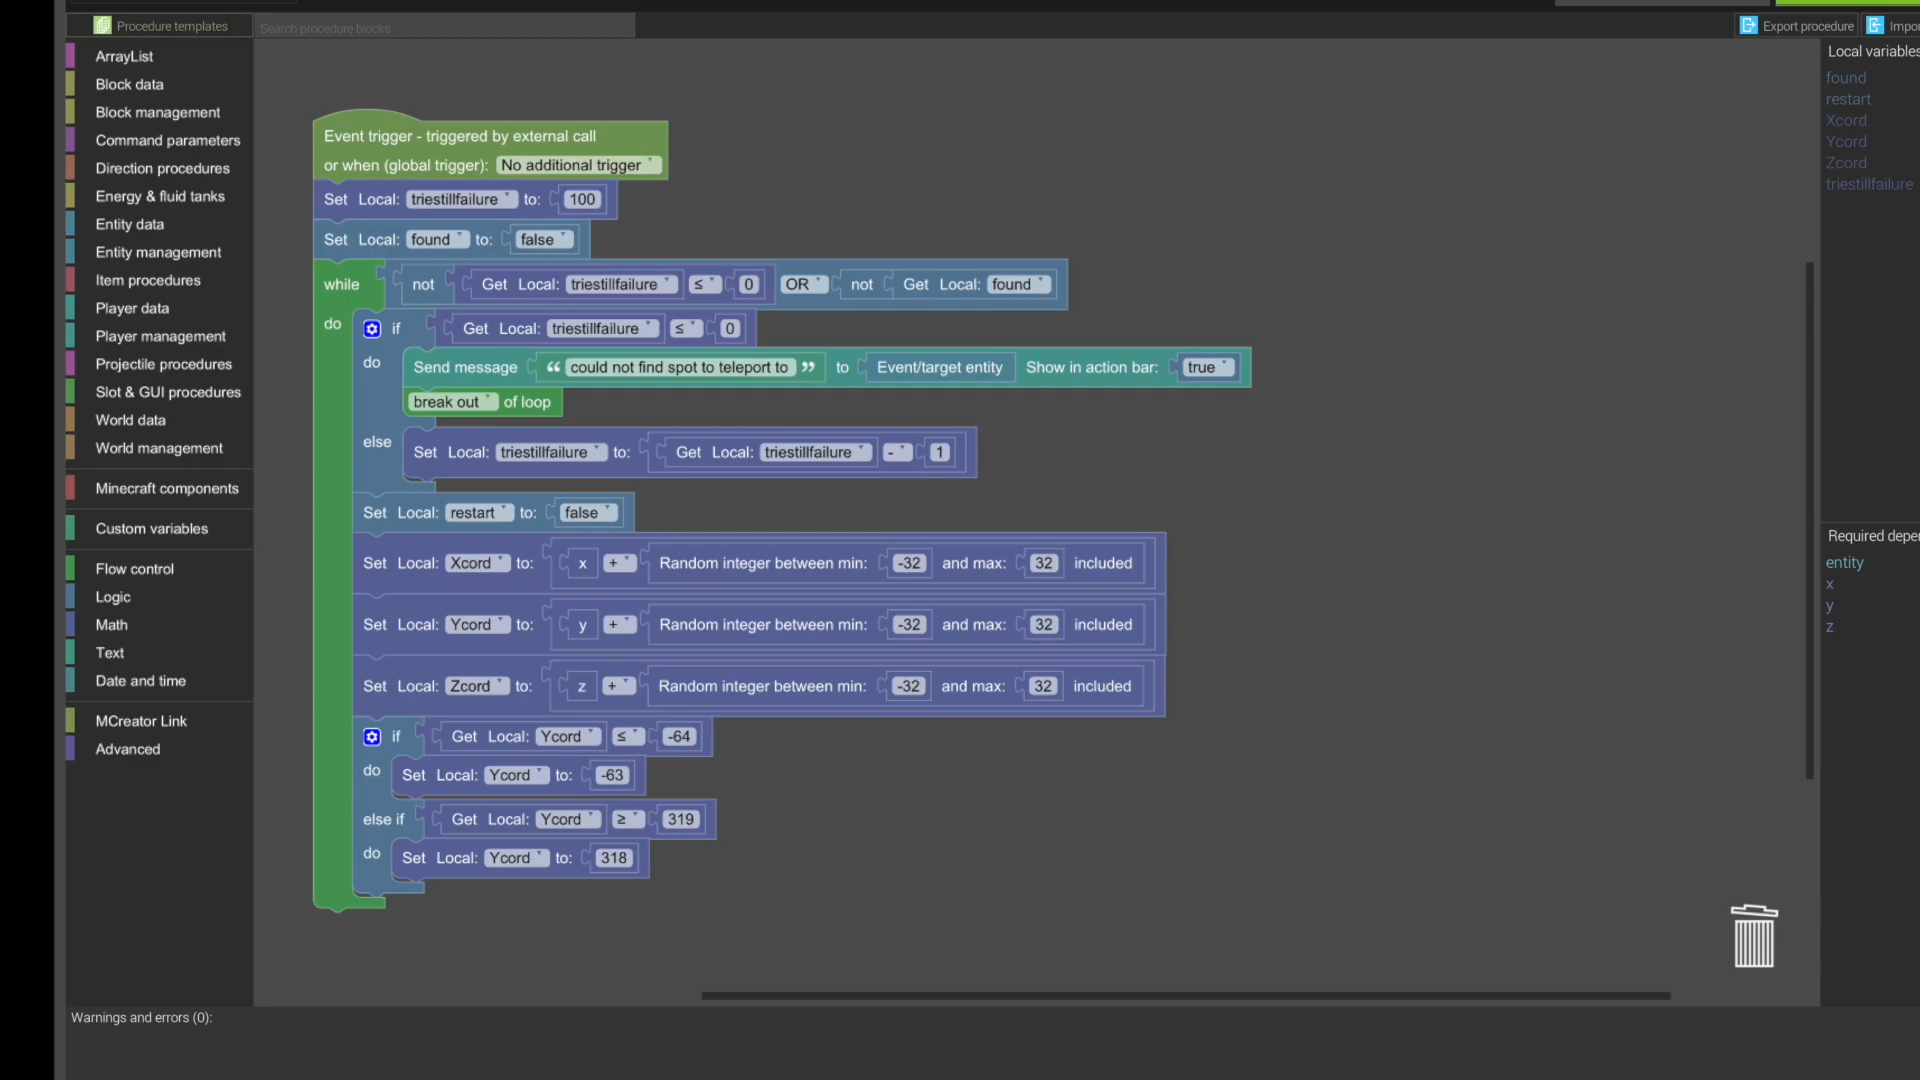 Procedure templates
Search procedure blocks
Export procedure
Impor
ArrayList
Block data
Block management
Command parameters
Direction procedures
Energy & fluid tanks
Entity data
Entity management
Item procedures
Player data
Player management
Projectile procedures
Slot & GUI procedures
World data
World management
Minecraft components
Custom variables
Flow control
Logic
Math
Text
Date and time
MCreator Link
Advanced
Event trigger - triggered by external call
or when (global trigger): No additional trigger
Set Local: triestillfailure to: 100
Set Local: found to: false
while not Get Local: triestillfailure ≤ 0 OR not Get Local: found
do if Get Local: triestillfailure ≤ 0
do Send message “ could not find spot to teleport to ” to Event/target entity Show in action bar: true
break out of loop
else Set Local: triestillfailure to: Get Local: triestillfailure - 1
Set Local: restart to: false
Set Local: Xcord to: x + Random integer between min: -32 and max: 32 included
Set Local: Ycord to: y + Random integer between min: -32 and max: 32 included
Set Local: Zcord to: z + Random integer between min: -32 and max: 32 included
if Get Local: Ycord ≤ -64
do Set Local: Ycord to: -63
else if Get Local: Ycord ≥ 319
do Set Local: Ycord to: 318
Local variables
found
restart
Xcord
Ycord
Zcord
triestillfailure
Required depen
entity
x
y
z
Warnings and errors (0):